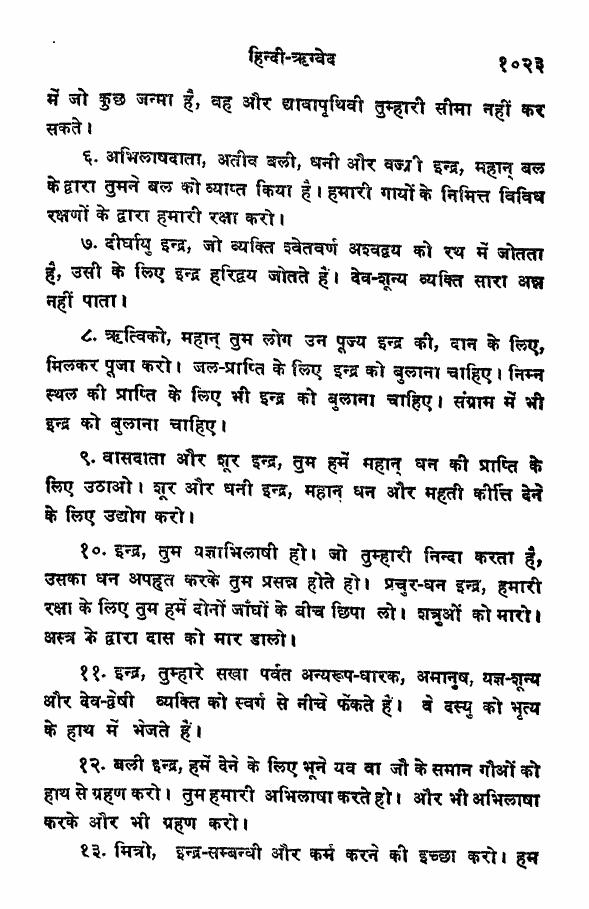 हिन्दी-ऋग्वेद १०२३
में जो कुछ जन्मा है, वह और द्यावापृथिवी तुम्हारी सीमा नहीं कर
सकते।
६. अभिलाषदाता, अतीव बली, धनी और वज्री इन्द्र, महान् बल
के द्वारा तुमने बल को व्याप्त किया है। हमारी गायों के निमित्त विविध
रक्षणों के द्वारा हमारी रक्षा करो।
७. दीर्घायु इन्द्र, जो व्यक्ति श्वेतवर्ण अश्वद्वय को रथ में जोतता
है, उसी के लिए इन्द्र हरिद्वय जोतते हैं। देव-शून्य व्यक्ति सारा अन्न
नहीं पाता।
८. ऋत्विको, महान् तुम लोग उन पूज्य इन्द्र की, दान के लिए,
मिलकर पूजा करो। जल-प्राप्ति के लिए इन्द्र को बुलाना चाहिए। निम्न
स्थल की प्राप्ति के लिए भी इन्द्र को बुलाना चाहिए। संग्राम में भी
इन्द्र को बुलाना चाहिए।
९. वासदाता और शूर इन्द्र, तुम हमें महान् धन की प्राप्ति के
लिए उठाओ। शूर और धनी इन्द्र, महान् धन और महती कीर्त्ति देने
के लिए उद्योग करो।
१०. इन्द्र, तुम यज्ञाभिलाषी हो। जो तुम्हारी निन्दा करता है,
उसका धन अपहृत करके तुम प्रसन्न होते हो। प्रचुर-धन इन्द्र, हमारी
रक्षा के लिए तुम हमें दोनों जाँघों के बीच छिपा लो। शत्रुओं को मारो।
अस्त्र के द्वारा दास को मार डालो।
११. इन्द्र, तुम्हारे सखा पर्वत अन्यरूप-धारक, अमानुष, यज्ञ-शून्य
और देव-द्वेषी व्यक्ति को स्वर्ग से नीचे फेंकते हैं। वे दस्यु को भृत्य
के हाथ में भेजते हैं।
१२. बली इन्द्र, हमें देने के लिए भूने यव वा जौ के समान गौओं को
हाथ से ग्रहण करो। तुम हमारी अभिलाषा करते हो। और भी अभिलाषा
करके और भी ग्रहण करो।
१३. मित्रो, इन्द्र-सम्बन्धी और कर्म करने की इच्छा करो। हम